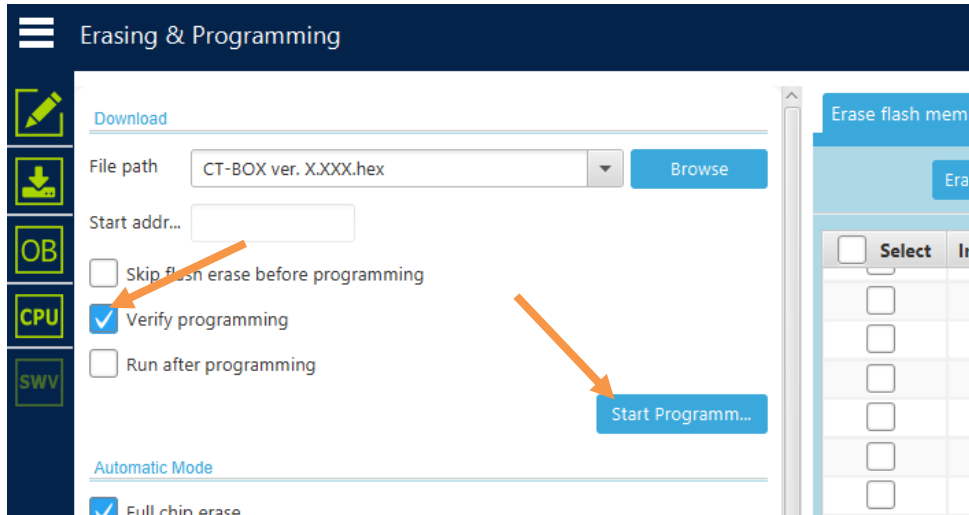 Erasing & Programming
Download
Erase flash mem
File path
CT-BOX ver. X.XXX.hex
Browse
Era
Start addr...
OB
Select
Skip flash erase before programming
CPU
Verify programming
Run after programming
SWV
Start Programm...
Automatic Mode
Full chip erase